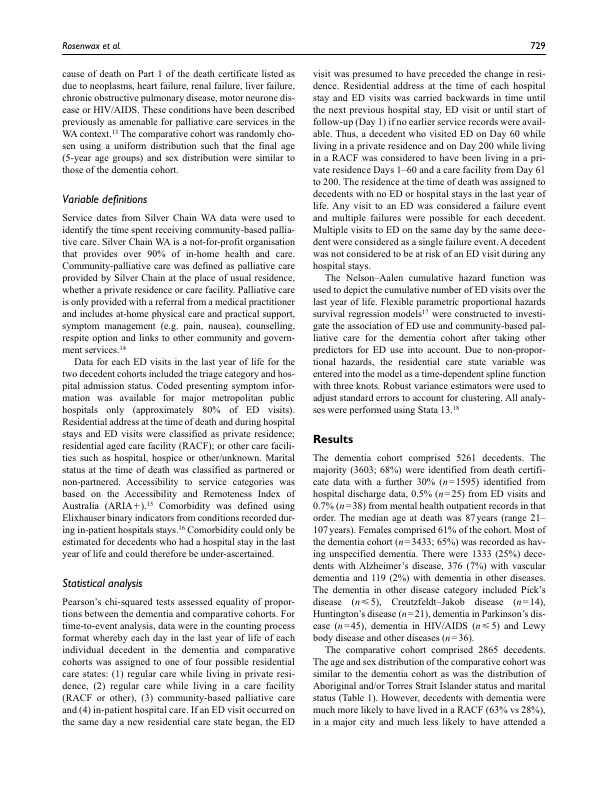 Rosenwax et al.
729
cause of death on Part 1 of the death certificate listed as
due to neoplasms, heart failure, renal failure, liver failure,
chronic obstructive pulmonary disease, motor neurone dis-
ease or HIV/AIDS. These conditions have been described
previously as amenable for palliative care services in the
WA context.13 The comparative cohort was randomly cho-
sen using a uniform distribution such that the final age
(5-year age groups) and sex distribution were similar to
those of the dementia cohort.
Variable definitions
Service dates from Silver Chain WA data were used to
identify the time spent receiving community-based pallia-
tive care. Silver Chain WA is a not-for-profit organisation
that provides over 90% of in-home health and care.
Community-palliative care was defined as palliative care
provided by Silver Chain at the place of usual residence,
whether a private residence or care facility. Palliative care
is only provided with a referral from a medical practitioner
and includes at-home physical care and practical support,
symptom management (e.g. pain, nausea), counselling,
respite option and links to other community and govern-
ment services.14
Data for each ED visits in the last year of life for the
two decedent cohorts included the triage category and hos-
pital admission status. Coded presenting symptom infor-
mation was available for major metropolitan public
hospitals only (approximately 80% of ED visits).
Residential address at the time of death and during hospital
stays and ED visits were classified as private residence;
residential aged care facility (RACF); or other care facili-
ties such as hospital, hospice or other/unknown. Marital
status at the time of death was classified as partnered or
non-partnered. Accessibility to service categories was
based on the Accessibility and Remoteness Index of
Australia (ARIA+).15 Comorbidity was defined using
Elixhauser binary indicators from conditions recorded dur-
ing in-patient hospitals stays.16 Comorbidity could only be
estimated for decedents who had a hospital stay in the last
year of life and could therefore be under-ascertained.
Statistical analysis
Pearson's chi-squared tests assessed equality of propor-
tions between the dementia and comparative cohorts. For
time-to-event analysis, data were in the counting process
format whereby each day in the last year of life of each
individual decedent in the dementia and comparative
cohorts was assigned to one of four possible residential
care states: (1) regular care while living in private resi-
dence, (2) regular care while living in a care facility
(RACF or other), (3) community-based palliative care
and (4) in-patient hospital care. If an ED visit occurred on
the same day a new residential care state began, the ED
visit was presumed to have preceded the change in resi-
dence. Residential address at the time of each hospital
stay and ED visits was carried backwards in time until
the next previous hospital stay, ED visit or until start of
follow-up (Day 1) if no earlier service records were avail-
able. Thus, a decedent who visited ED on Day 60 while
living in a private residence and on Day 200 while living
in a RACF was considered to have been living in a pri-
vate residence Days 1–60 and a care facility from Day 61
to 200. The residence at the time of death was assigned to
decedents with no ED or hospital stays in the last year of
life. Any visit to an ED was considered a failure event
and multiple failures were possible for each decedent.
Multiple visits to ED on the same day by the same dece-
dent were considered as a single failure event. A decedent
was not considered to be at risk of an ED visit during any
hospital stays.
The Nelson–Aalen cumulative hazard function was
used to depict the cumulative number of ED visits over the
last year of life. Flexible parametric proportional hazards
survival regression models17 were constructed to investi-
gate the association of ED use and community-based pal-
liative care for the dementia cohort after taking other
predictors for ED use into account. Due to non-propor-
tional hazards, the residential care state variable was
entered into the model as a time-dependent spline function
with three knots. Robust variance estimators were used to
adjust standard errors to account for clustering. All analy-
ses were performed using Stata 13.18
Results
The dementia cohort comprised 5261 decedents. The
majority (3603; 68%) were identified from death certifi-
cate data with a further 30% (n=1595) identified from
hospital discharge data, 0.5% (n=25) from ED visits and
0.7% (n=38) from mental health outpatient records in that
order. The median age at death was 87 years (range 21–
107 years). Females comprised 61% of the cohort. Most of
the dementia cohort (n=3433; 65%) was recorded as hav-
ing unspecified dementia. There were 1333 (25%) dece-
dents with Alzheimer's disease, 376 (7%) with vascular
dementia and 119 (2%) with dementia in other diseases.
The dementia in other disease category included Pick's
disease (n≤5), Creutzfeldt–Jakob disease (n=14),
Huntington's disease (n=21), dementia in Parkinson's dis-
ease (n=45), dementia in HIV/AIDS (n≤5) and Lewy
body disease and other diseases (n=36).
The comparative cohort comprised 2865 decedents.
The age and sex distribution of the comparative cohort was
similar to the dementia cohort as was the distribution of
Aboriginal and/or Torres Strait Islander status and marital
status (Table 1). However, decedents with dementia were
much more likely to have lived in a RACF (63% vs 28%),
in a major city and much less likely to have attended a